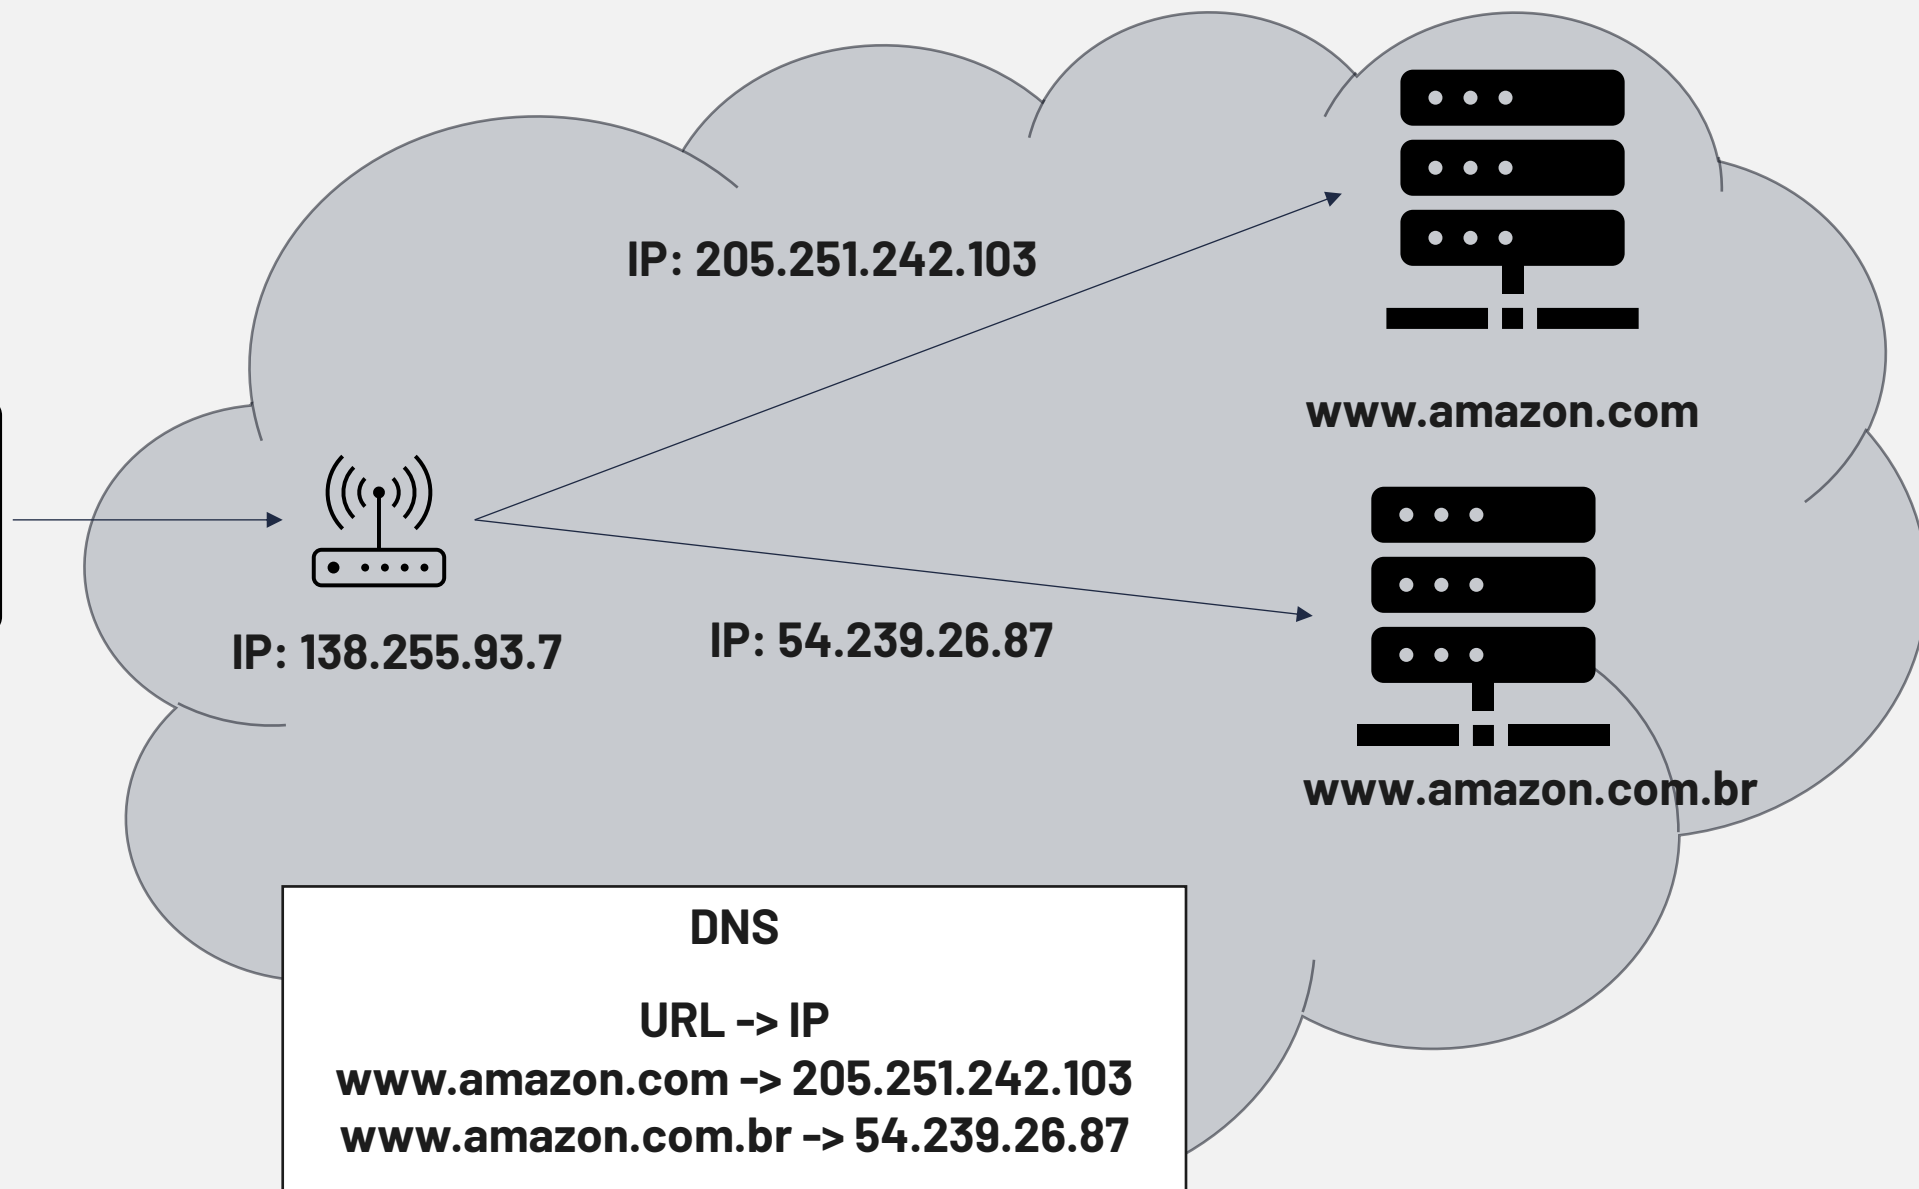 IP: 205.251.242.103
www.amazon.com
IP: 138.255.93.7
IP: 54.239.26.87
www.amazon.com.br
DNS
URL -> IP
www.amazon.com -> 205.251.242.103
www.amazon.com.br -> 54.239.26.87